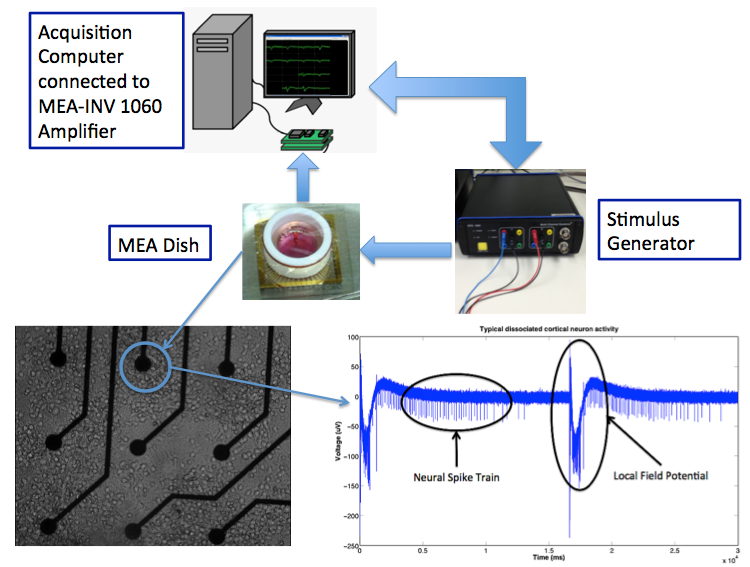 Acquisition
Computer
connected to
MEA-INV 1060
Amplifier
MEA Dish
Stimulus
Generator
Typical dissociated cortical neuron activity
Voltage (uV)
100
50
0
-50
-100
-150
-200
-250
Neural Spike Train
Local Field Potential
0 0.5 1 1.5 2 2.5 3
Time (ms)
x 10⁴